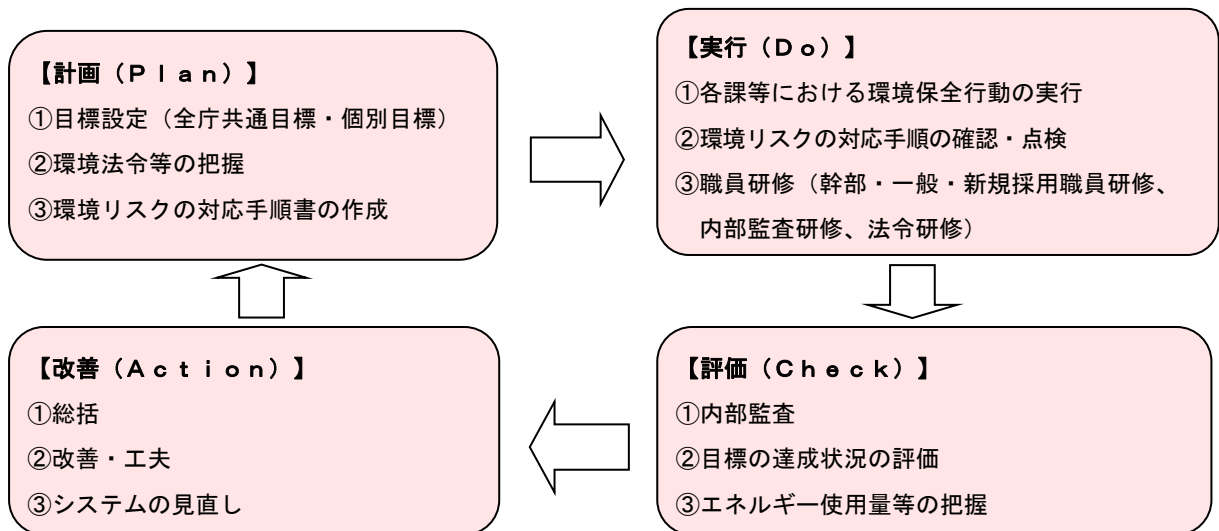 【計画（Ｐｌａｎ）】
①目標設定（全庁共通目標・個別目標）
②環境法令等の把握
③環境リスクの対応手順書の作成
【実行（Ｄｏ）】
①各課等における環境保全行動の実行
②環境リスクの対応手順の確認・点検
③職員研修（幹部・一般・新規採用職員研修、
内部監査研修、法令研修）
【改善（Ａｃｔｉｏｎ）】
①総括
②改善・工夫
③システムの見直し
【評価（Ｃｈｅｃｋ）】
①内部監査
②目標の達成状況の評価
③エネルギー使用量等の把握